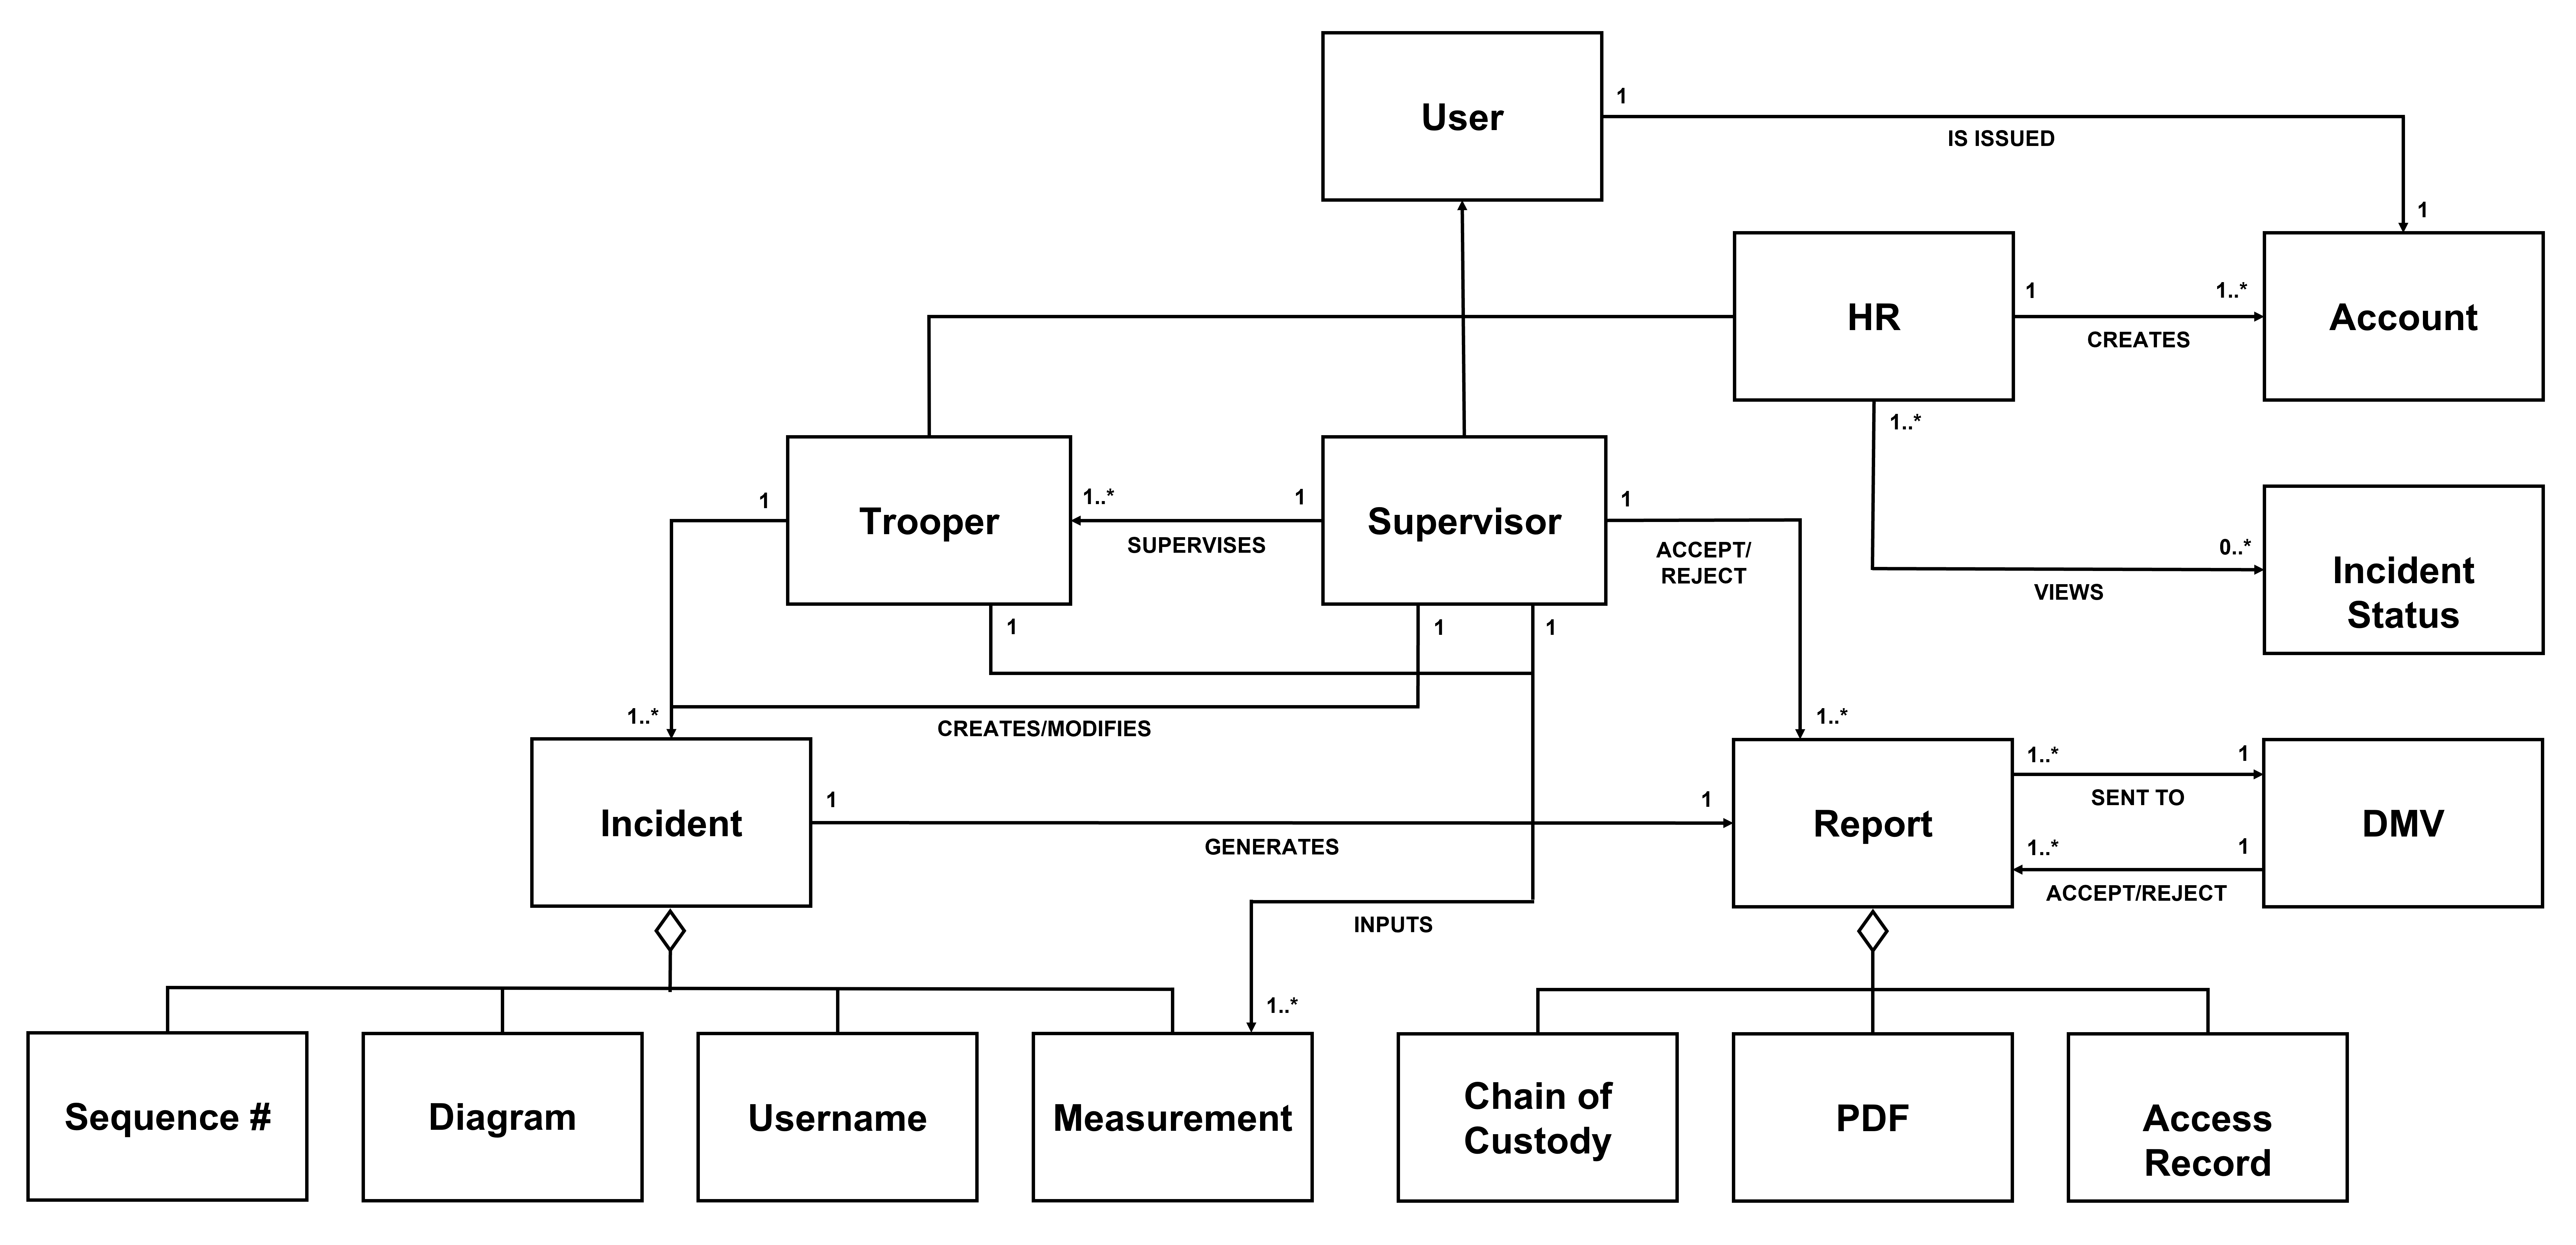 User
1
IS ISSUED
1
HR
1
1..*
CREATES
Account
1..*
Trooper
1
1..*
1
SUPERVISES
Supervisor
1
ACCEPT/
REJECT
0..*
VIEWS
Incident
Status
1
1
1
1..*
CREATES/MODIFIES
1..*
Incident
1
1
GENERATES
Report
1..*
1
SENT TO
1..*
1
ACCEPT/REJECT
DMV
INPUTS
1..*
Sequence #
Diagram
Username
Measurement
Chain of
Custody
PDF
Access
Record